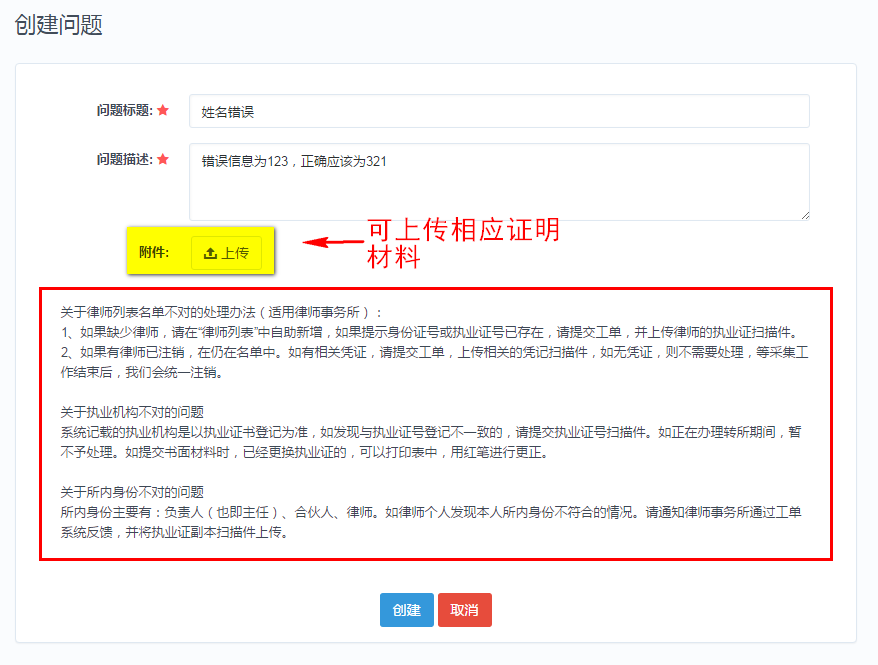 创建问题
问题标题: ★ 姓名错误
问题描述: ★ 错误信息为123，正确应该为321
附件: 上传
可上传相应证明
材料
关于律师列表名单不对的处理办法（适用律师事务所）：
1、如果缺少律师，请在“律师列表”中自助新增，如果提示身份证号或执业证号已存在，请提交工单，并上传律师的执业证扫描件。
2、如果有律师已注销，在仍在名单中。如有相关凭证，请提交工单，上传相关的凭记扫描件，如无凭证，则不需要处理，等采集工
作结束后，我们会统一注销。
关于执业机构不对的问题
系统记载的执业机构是以执业证书登记为准，如发现与执业证号登记不一致的，请提交执业证号扫描件。如正在办理转所期间，暂
不予处理。如提交书面材料时，已经更换执业证的，可以打印表中，用红笔进行更正。
关于所内身份不对的问题
所内身份主要有：负责人（也即主任）、合伙人、律师。如律师个人发现本人所内身份不符合的情况。请通知律师事务所通过工单
系统反馈，并将执业证副本扫描件上传。
创建 取消